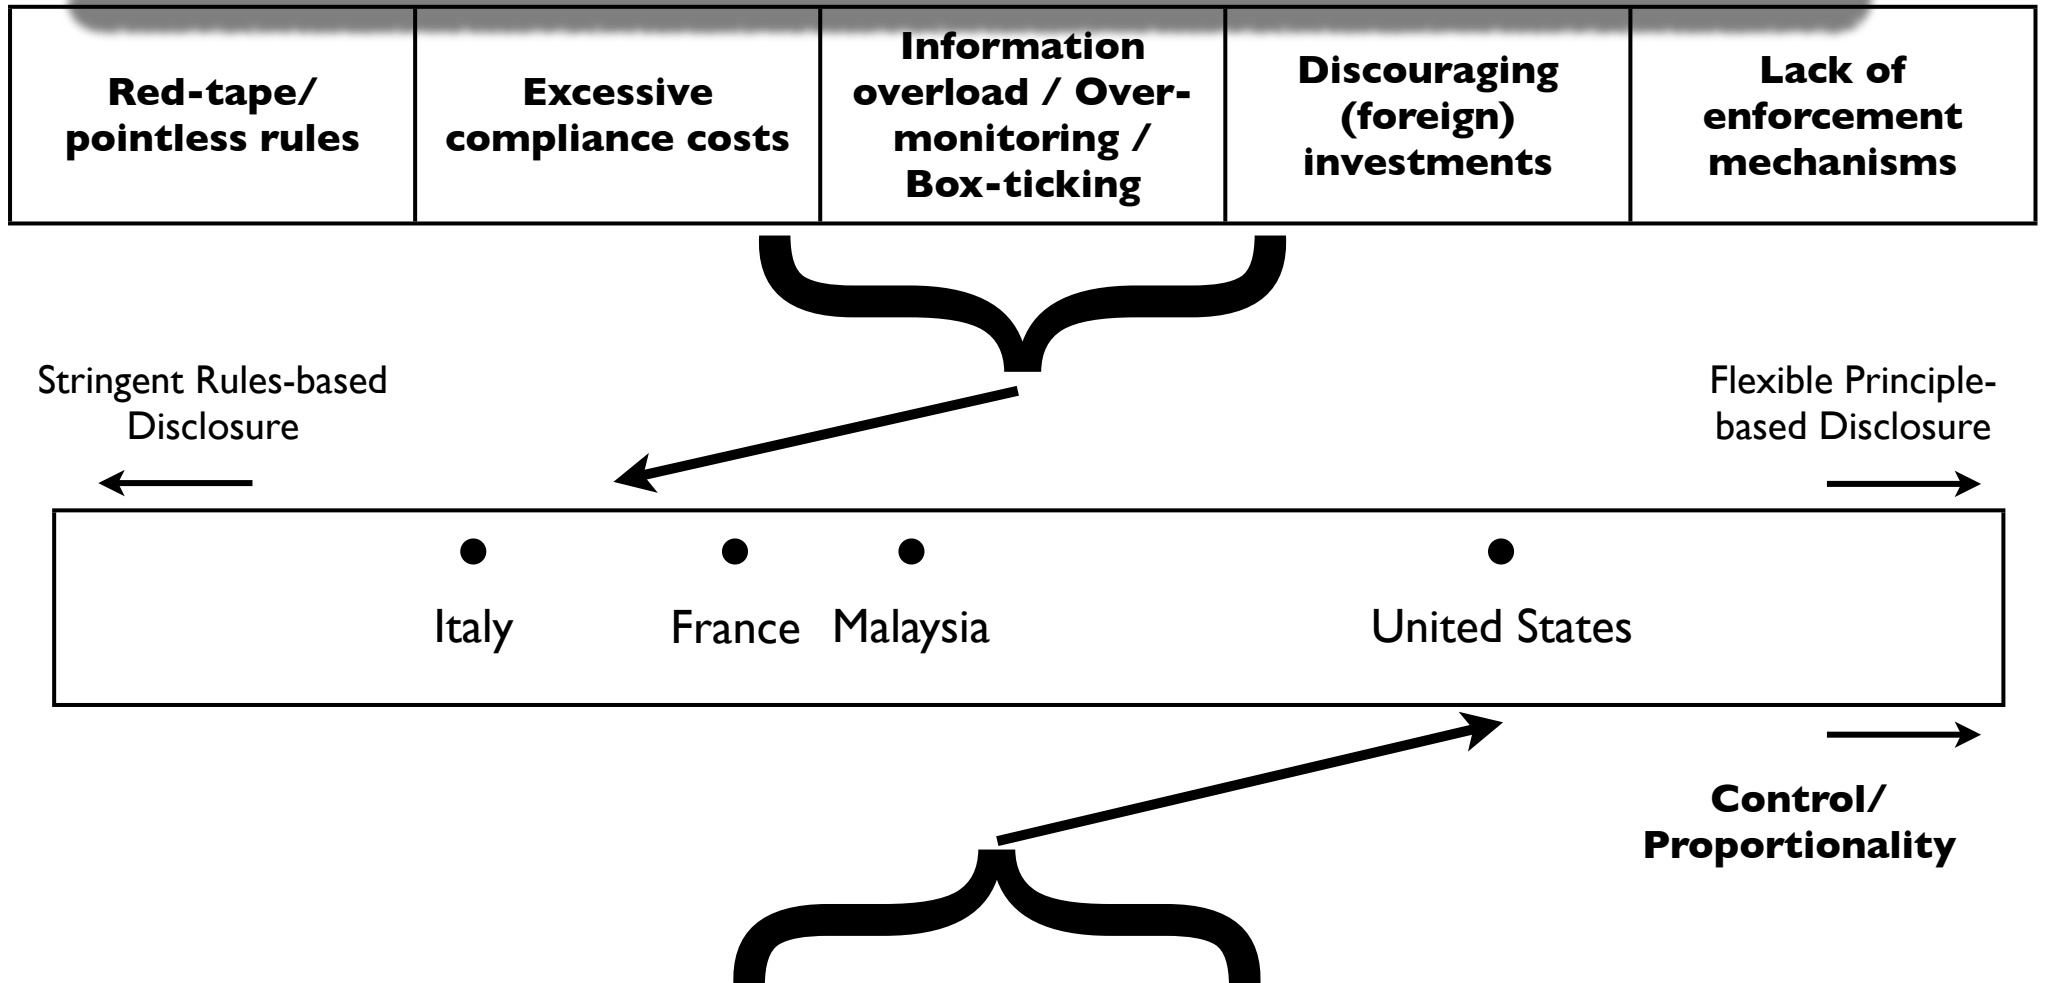 Red-tape/
pointless rules
Excessive
compliance costs
Information
overload / Over-
monitoring /
Box-ticking
Discouraging
(foreign)
investments
Lack of
enforcement
mechanisms
Stringent Rules-based
Disclosure
Flexible Principle-
based Disclosure
Italy
France
Malaysia
United States
Control/
Proportionality